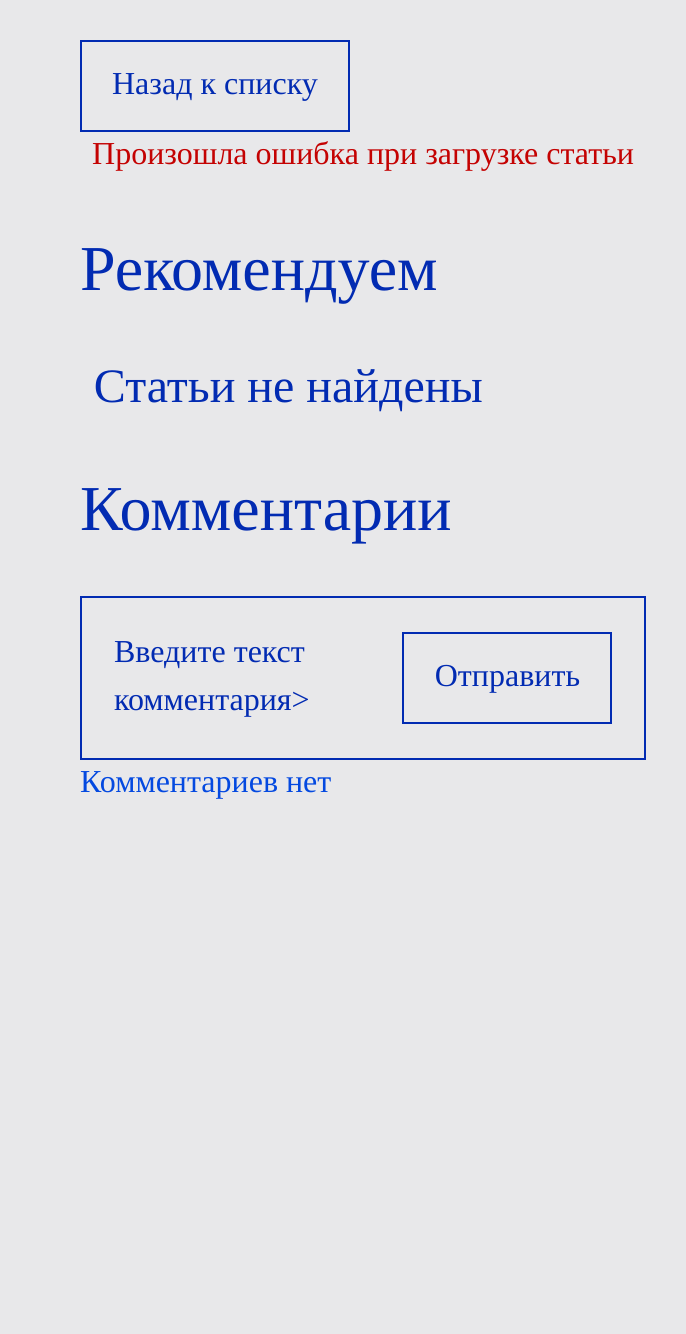 Назад к списку
Произошла ошибка при загрузке статьи
Рекомендуем
Статьи не найдены
Комментарии
Введите текст
комментария>
Отправить
Комментариев нет